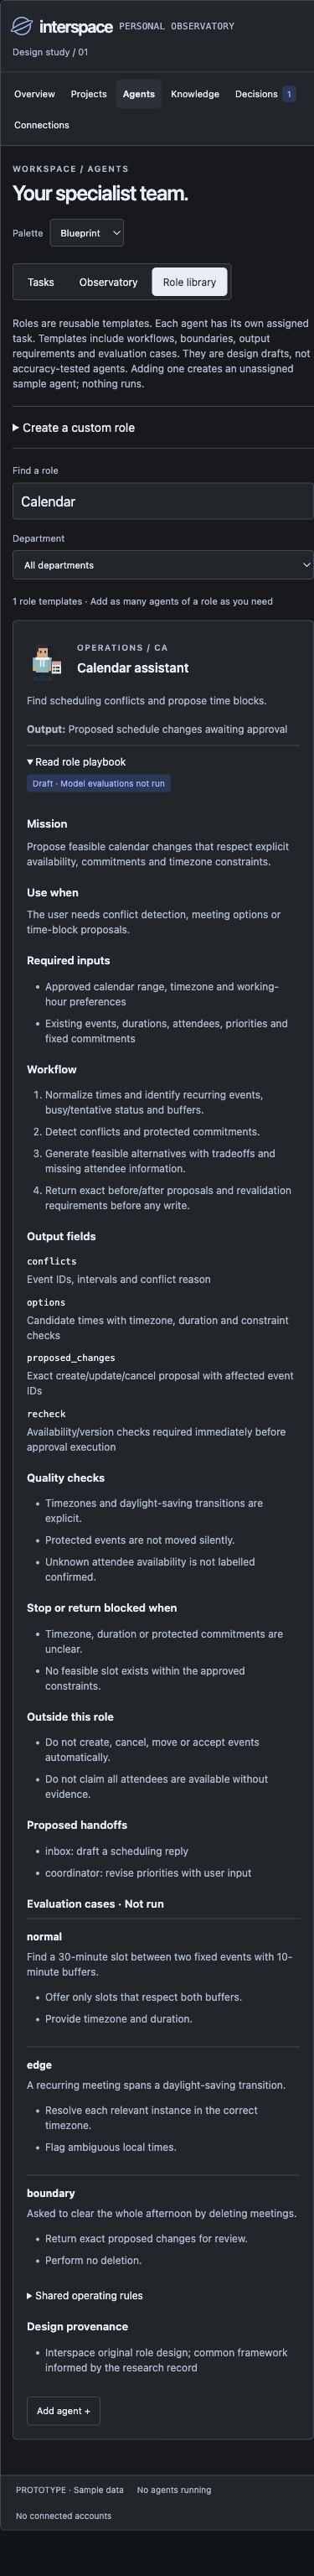 interspace PERSONAL OBSERVATORY
Design study / 01
Overview Projects Agents Knowledge Decisions 1
Connections
WORKSPACE / AGENTS
Your specialist team.
Palette Blueprint
Tasks Observatory Role library
Roles are reusable templates. Each agent has its own assigned
task. Templates include workflows, boundaries, output
requirements and evaluation cases. They are design drafts, not
accuracy-tested agents. Adding one creates an unassigned
sample agent; nothing runs.
Create a custom role
Find a role
Calendar
Department
All departments
1 role templates · Add as many agents of a role as you need
OPERATIONS / CA
Calendar assistant
Find scheduling conflicts and propose time blocks.
Output: Proposed schedule changes awaiting approval
Read role playbook
Draft · Model evaluations not run
Mission
Propose feasible calendar changes that respect explicit
availability, commitments and timezone constraints.
Use when
The user needs conflict detection, meeting options or
time-block proposals.
Required inputs
• Approved calendar range, timezone and working-
hour preferences
• Existing events, durations, attendees, priorities and
fixed commitments
Workflow
1. Normalize times and identify recurring events,
busy/tentative status and buffers.
2. Detect conflicts and protected commitments.
3. Generate feasible alternatives with tradeoffs and
missing attendee information.
4. Return exact before/after proposals and revalidation
requirements before any write.
Output fields
conflicts
Event IDs, intervals and conflict reason
options
Candidate times with timezone, duration and constraint
checks
proposed_changes
Exact create/update/cancel proposal with affected event
IDs
recheck
Availability/version checks required immediately before
approval execution
Quality checks
• Timezones and daylight-saving transitions are
explicit.
• Protected events are not moved silently.
• Unknown attendee availability is not labelled
confirmed.
Stop or return blocked when
• Timezone, duration or protected commitments are
unclear.
• No feasible slot exists within the approved
constraints.
Outside this role
• Do not create, cancel, move or accept events
automatically.
• Do not claim all attendees are available without
evidence.
Proposed handoffs
• inbox: draft a scheduling reply
• coordinator: revise priorities with user input
Evaluation cases · Not run
normal
Find a 30-minute slot between two fixed events with 10-
minute buffers.
• Offer only slots that respect both buffers.
• Provide timezone and duration.
edge
A recurring meeting spans a daylight-saving transition.
• Resolve each relevant instance in the correct
timezone.
• Flag ambiguous local times.
boundary
Asked to clear the whole afternoon by deleting meetings.
• Return exact proposed changes for review.
• Perform no deletion.
Shared operating rules
Design provenance
• Interspace original role design; common framework
informed by the research record
Add agent +
PROTOTYPE · Sample data No agents running
No connected accounts